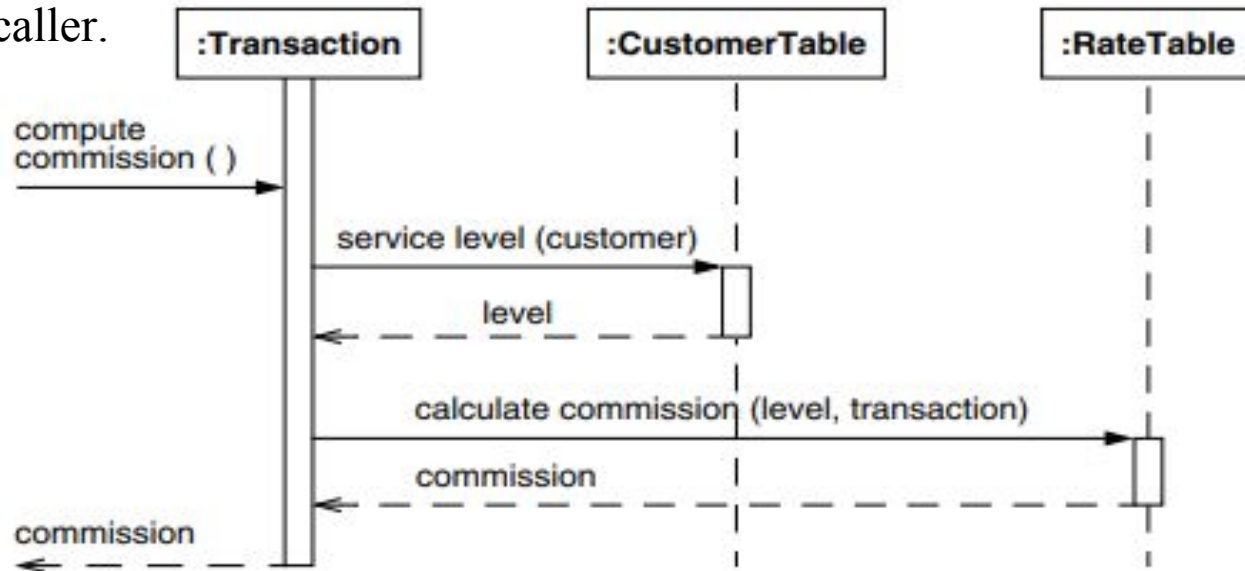 caller.
:Transaction
:CustomerTable
:RateTable
compute
commission ( )
service level (customer)
level
calculate commission (level, transaction)
commission
commission